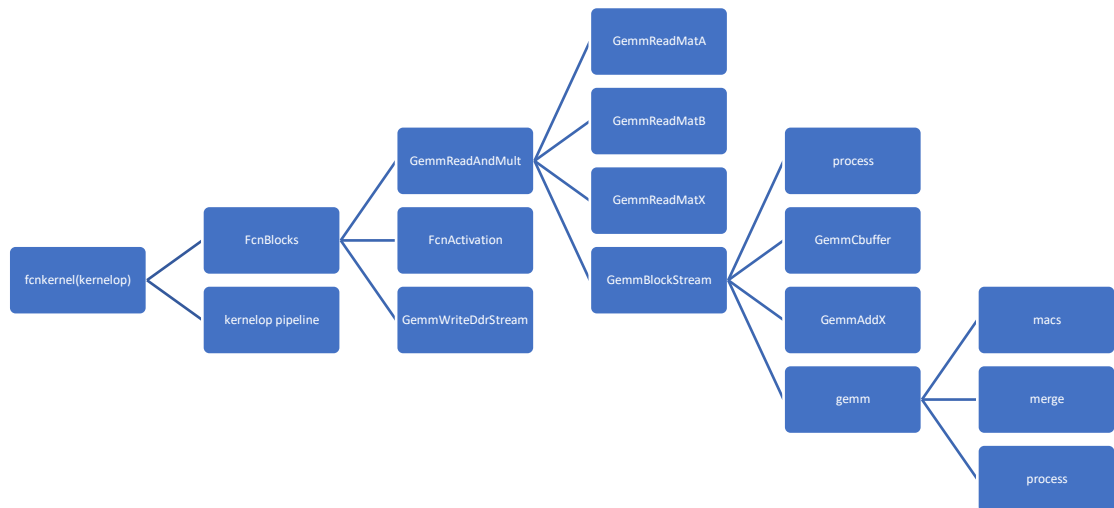 fcnkernel(kernelop)
FcnBlocks
kernelop pipeline
GemmReadAndMult
FcnActivation
GemmWriteDdrStream
GemmReadMatA
GemmReadMatB
GemmReadMatX
GemmBlockStream
process
GemmCbuffer
GemmAddX
gemm
macs
merge
process